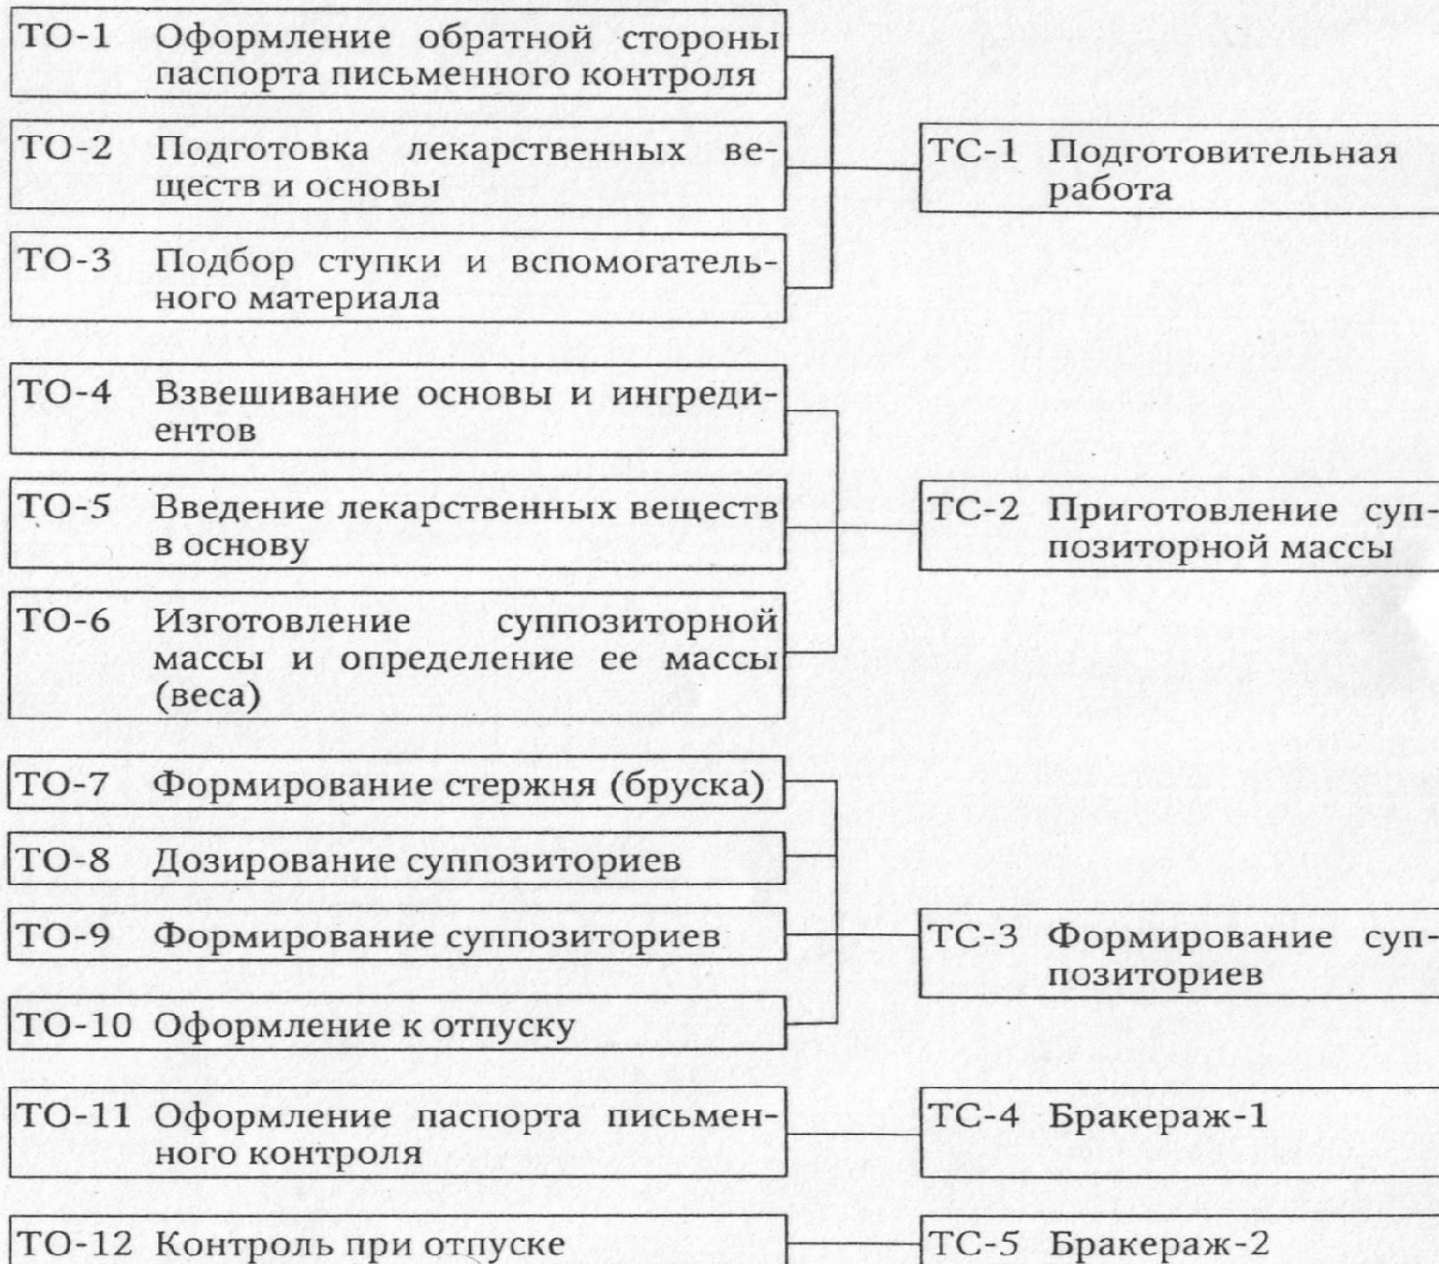 ТО-1 Оформление обратной стороны
паспорта письменного контроля
ТО-2 Подготовка лекарственных ве-
ществ и основы
ТС-1 Подготовительная
работа
ТО-3 Подбор ступки и вспомогатель-
ного материала
ТО-4 Взвешивание основы и ингреди-
ентов
ТО-5 Введение лекарственных веществ
в основу
ТС-2 Приготовление суп-
позиторной массы
ТО-6 Изготовление суппозиторной
массы и определение ее массы
(веса)
ТО-7 Формирование стержня (бруска)
ТО-8 Дозирование суппозиториев
ТО-9 Формирование суппозиториев
ТС-3 Формирование суп-
позиториев
ТО-10 Оформление к отпуску
ТО-11 Оформление паспорта письмен-
ного контроля
ТС-4 Бракераж-1
ТО-12 Контроль при отпуске
ТС-5 Бракераж-2